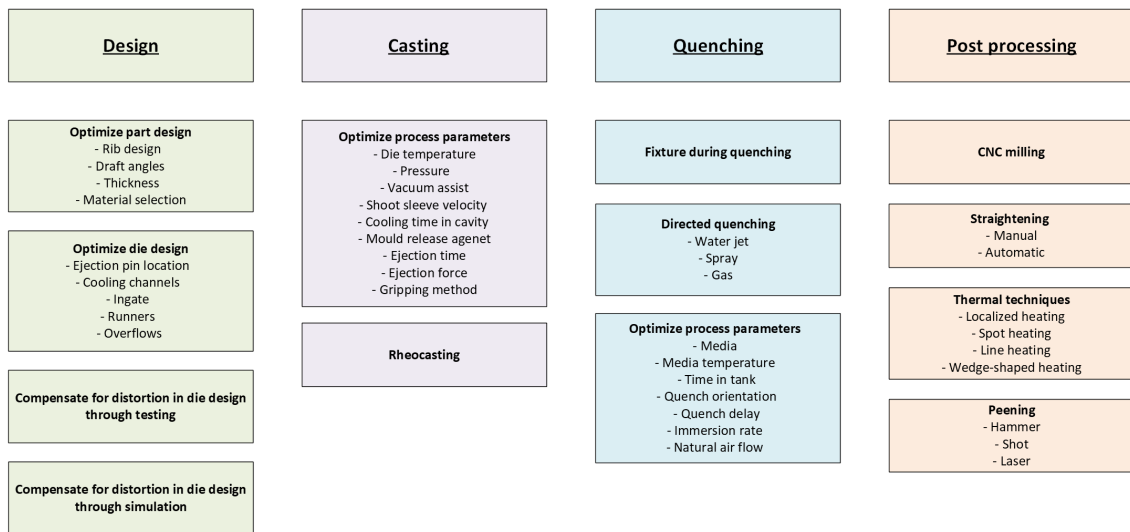 Design
Optimize part design
- Rib design
- Draft angles
- Thickness
- Material selection
Optimize die design
- Ejection pin location
- Cooling channels
- Ingate
- Runners
- Overflows
Compensate for distortion in die design
through testing
Compensate for distortion in die design
through simulation
Casting
Optimize process parameters
- Die temperature
- Pressure
- Vacuum assist
- Shoot sleeve velocity
- Cooling time in cavity
- Mould release agenet
- Ejection time
- Ejection force
- Gripping method
Rheocasting
Quenching
Fixture during quenching
Directed quenching
- Water jet
- Spray
- Gas
Optimize process parameters
- Media
- Media temperature
- Time in tank
- Quench orientation
- Quench delay
- Immersion rate
- Natural air flow
Post processing
CNC milling
Straightening
- Manual
- Automatic
Thermal techniques
- Localized heating
- Spot heating
- Line heating
- Wedge-shaped heating
Peening
- Hammer
- Shot
- Laser